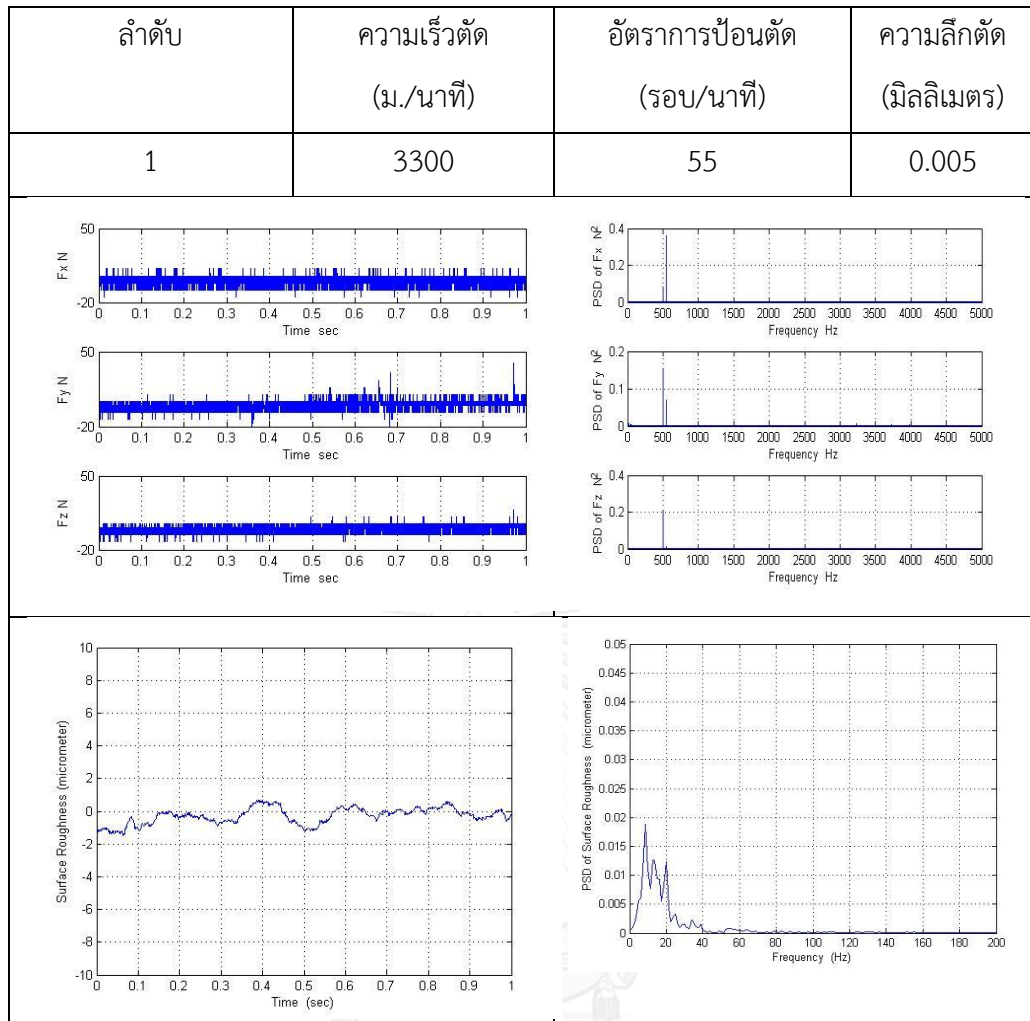 ลำดับ ความเร็วตัด อัตราการป้อนตัด ความลึกตัด
(ม./นาที) (รอบ/นาที) (มิลลิเมตร)
1 3300 55 0.005
50
Fx N
-20
0 0.1 0.2 0.3 0.4 0.5 0.6 0.7 0.8 0.9 1
Time sec
0.4
0.2
0
PSD of Fx N²
0 500 1000 1500 2000 2500 3000 3500 4000 4500 5000
Frequency Hz
50
Fy N
-20
0 0.1 0.2 0.3 0.4 0.5 0.6 0.7 0.8 0.9 1
Time sec
0.2
0.1
0
PSD of Fy N²
0 500 1000 1500 2000 2500 3000 3500 4000 4500 5000
Frequency Hz
50
Fz N
-20
0 0.1 0.2 0.3 0.4 0.5 0.6 0.7 0.8 0.9 1
Time sec
0.4
0.2
0
PSD of Fz N²
0 500 1000 1500 2000 2500 3000 3500 4000 4500 5000
Frequency Hz
10
8
6
4
2
0
-2
-4
-6
-8
-10
Surface Roughness (micrometer)
0 0.1 0.2 0.3 0.4 0.5 0.6 0.7 0.8 0.9 1
Time (sec)
0.05
0.045
0.04
0.035
0.03
0.025
0.02
0.015
0.01
0.005
0
PSD of Surface Roughness (micrometer)
0 20 40 60 80 100 120 140 160 180 200
Frequency (Hz)